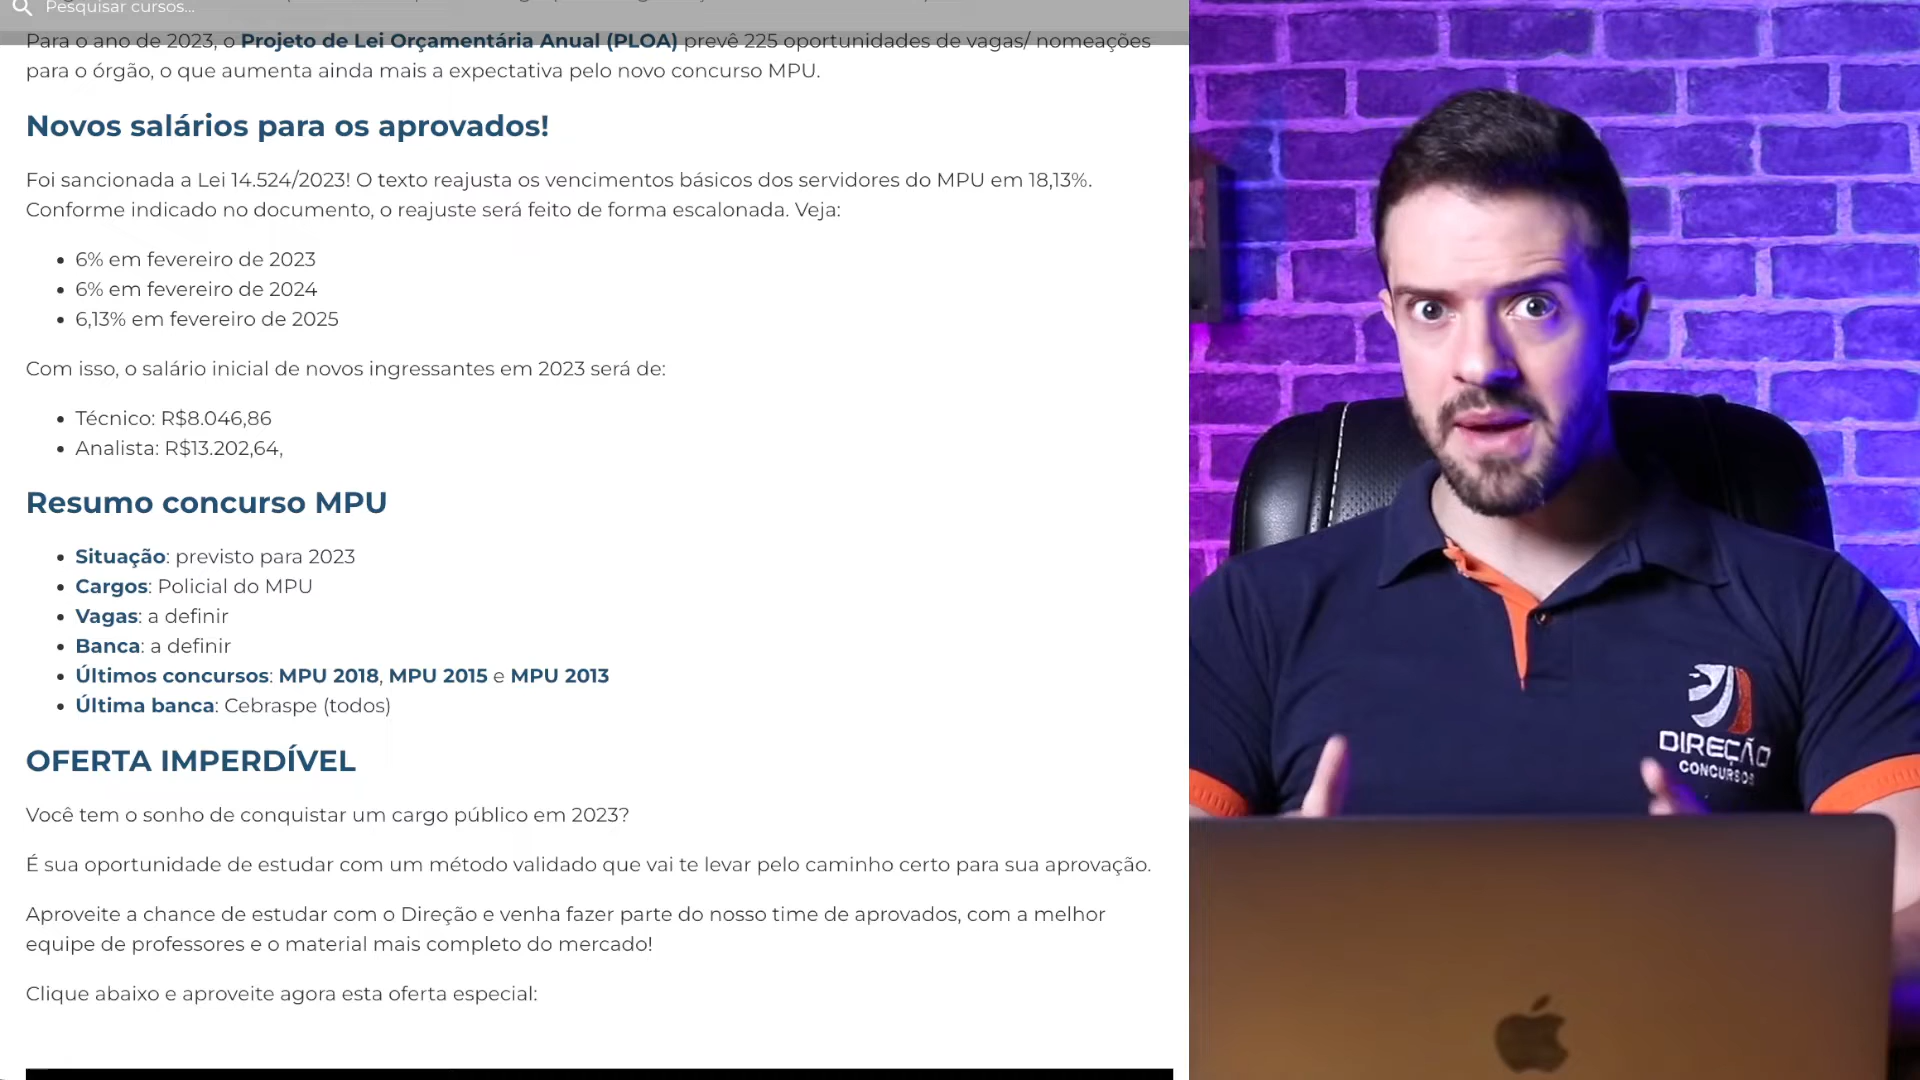 Pesquisar cursos...
Para o ano de 2023, o Projeto de Lei Orçamentária Anual (PLOA) prevê 225 oportunidades de vagas/ nomeações
para o órgão, o que aumenta ainda mais a expectativa pelo novo concurso MPU.
Novos salários para os aprovados!
Foi sancionada a Lei 14.524/2023! O texto reajusta os vencimentos básicos dos servidores do MPU em 18,13%.
Conforme indicado no documento, o reajuste será feito de forma escalonada. Veja:
• 6% em fevereiro de 2023
• 6% em fevereiro de 2024
• 6,13% em fevereiro de 2025
Com isso, o salário inicial de novos ingressantes em 2023 será de:
• Técnico: R$8.046,86
• Analista: R$13.202,64,
Resumo concurso MPU
• Situação: previsto para 2023
• Cargos: Policial do MPU
• Vagas: a definir
• Banca: a definir
• Últimos concursos: MPU 2018, MPU 2015 e MPU 2013
• Última banca: Cebraspe (todos)
OFERTA IMPERDÍVEL
Você tem o sonho de conquistar um cargo público em 2023?
É sua oportunidade de estudar com um método validado que vai te levar pelo caminho certo para sua aprovação.
Aproveite a chance de estudar com o Direção e venha fazer parte do nosso time de aprovados, com a melhor
equipe de professores e o material mais completo do mercado!
Clique abaixo e aproveite agora esta oferta especial:
DIREÇÃO
CONCURSOS